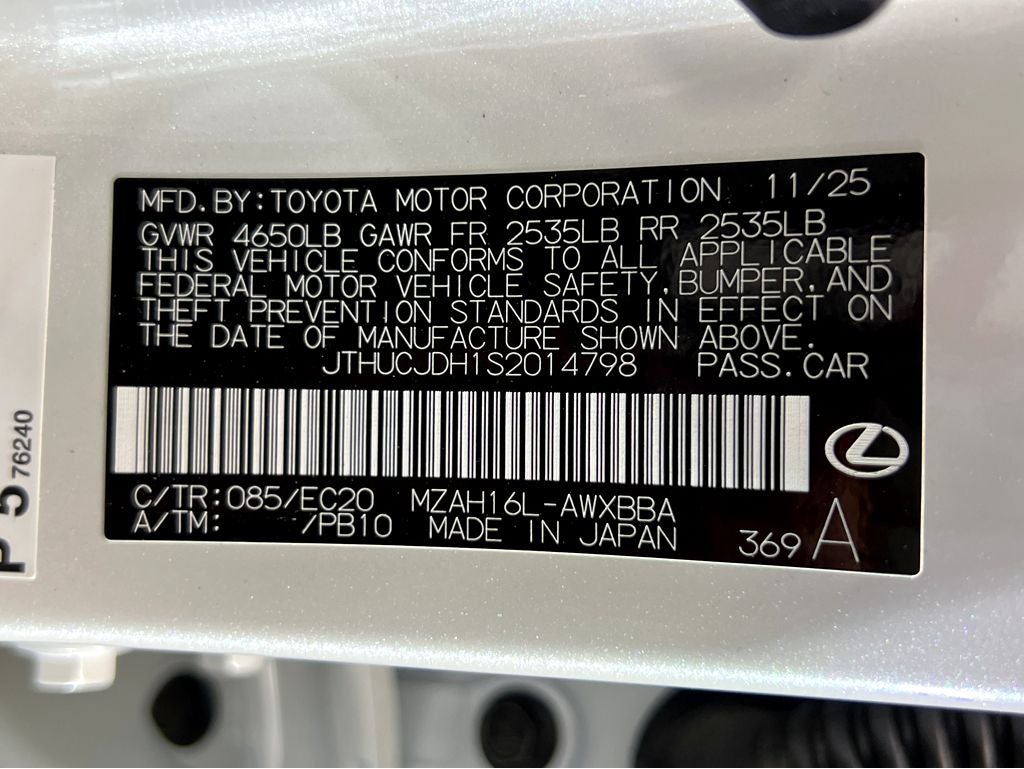 MFD.BY:TOYOTA MOTOR CORPORATION 11/25
GVWR 4650LB GAWR FR 2535LB RR 2535LB
THIS VEHICLE CONFORMS TO ALL APPLICABLE
FEDERAL MOTOR VEHICLE SAFETY,BUMPER,AND
THEFT PREVENTION STANDARDS IN EFFECT ON
THE DATE OF MANUFACTURE SHOWN ABOVE.
JTHUCJDH1S2014798 PASS.CAR
C/TR:085/EC20 MZAH16L-AWXBBA
A/TM: /PB10 MADE IN JAPAN
369 A
P 5
76240